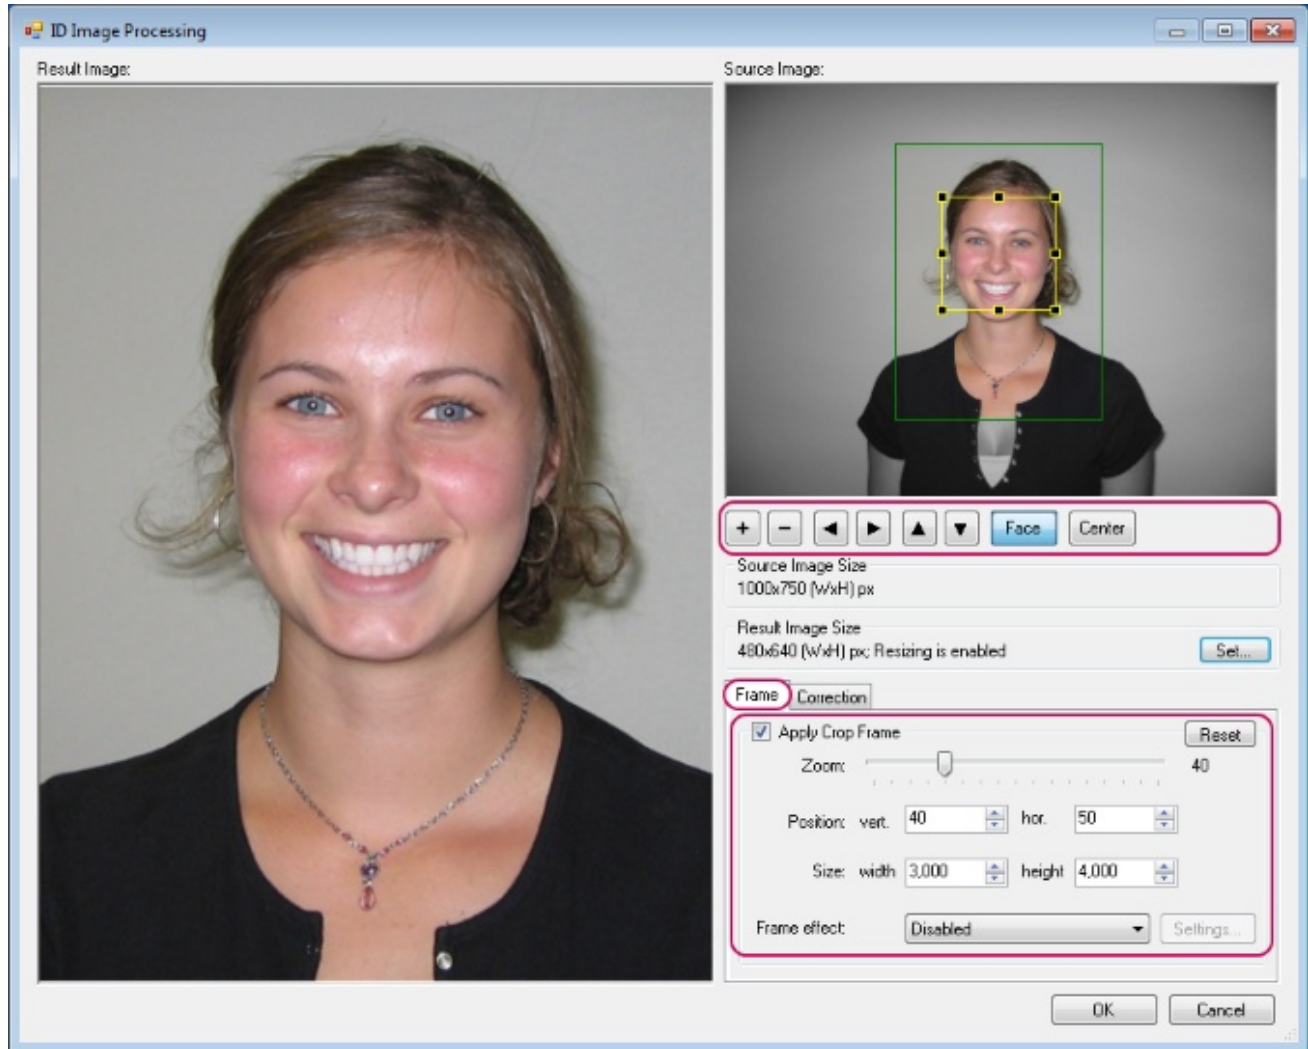 ID Image Processing
Result Image:
Source Image:
+ - Face Center
Source Image Size
1000x750 (WxH) px
Result Image Size
480x640 (WxH) px; Resizing is enabled
Set...
Frame Correction
Apply Crop Frame
Reset
Zoom: 40
Position: vert. 40 hor. 50
Size: width 3,000 height 4,000
Frame effect: Disabled Settings...
OK Cancel